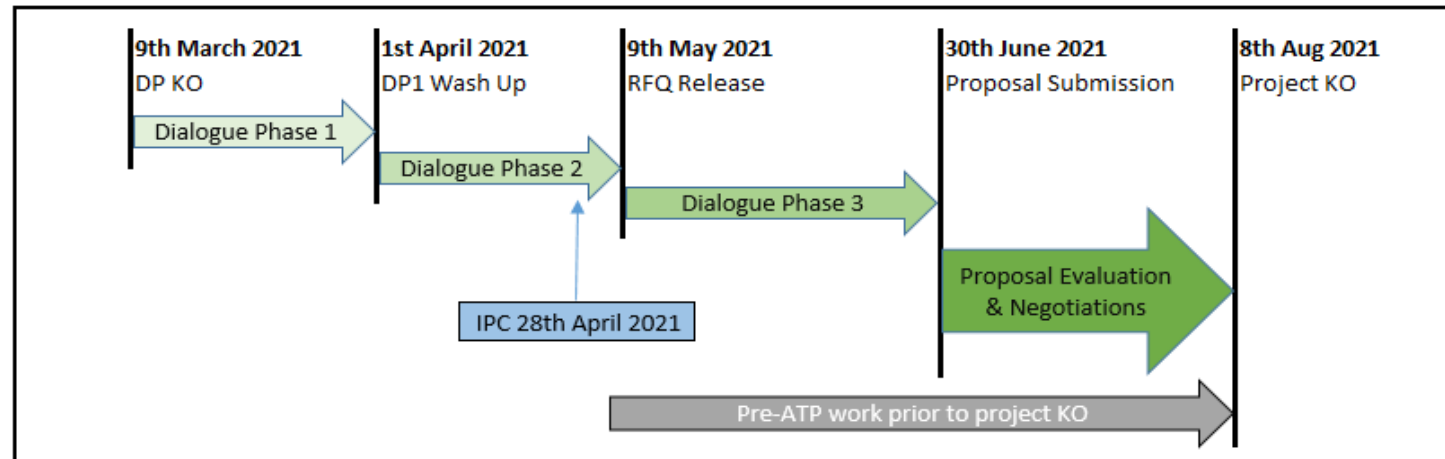 9th March 2021
DP KO
1st April 2021
DP1 Wash Up
9th May 2021
RFQ Release
30th June 2021
Proposal Submission
8th Aug 2021
Project KO
Dialogue Phase 1
Dialogue Phase 2
Dialogue Phase 3
IPC 28th April 2021
Proposal Evaluation
& Negotiations
Pre-ATP work prior to project KO